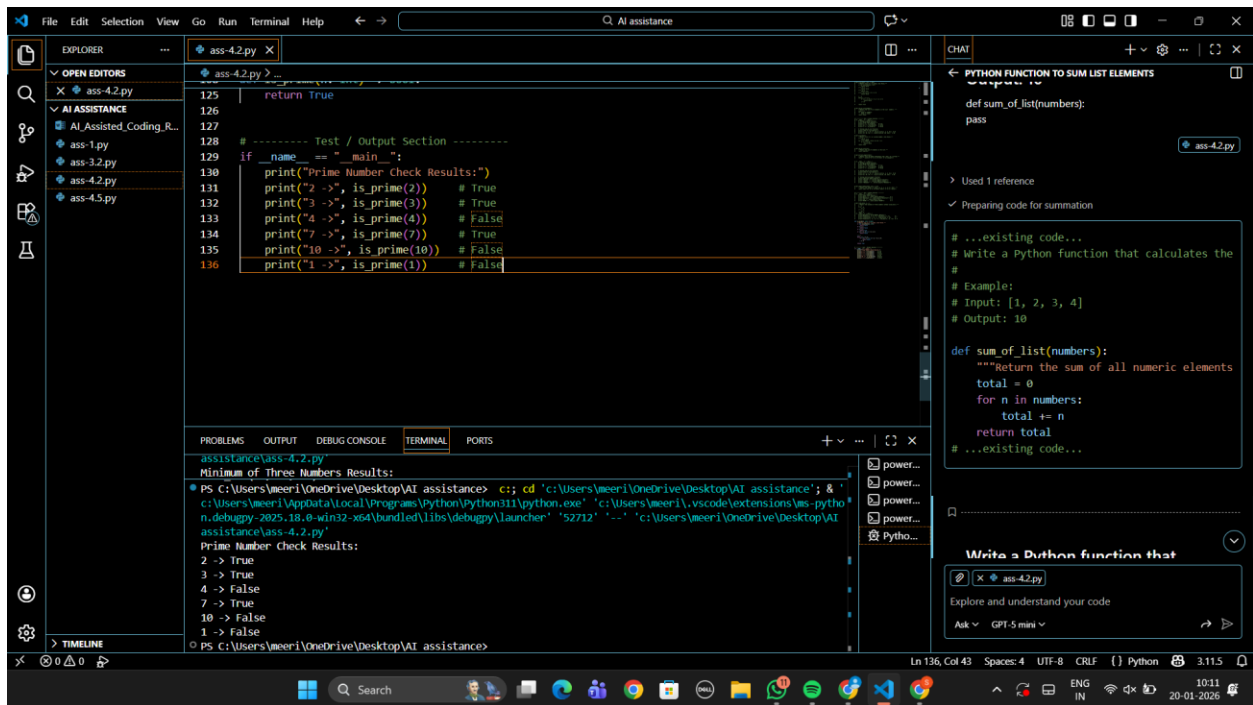 File Edit Selection View Go Run Terminal Help
AI assistance
EXPLORER
OPEN EDITORS
ass-4.2.py
AI ASSISTANCE
AI_Assisted_Coding_R...
ass-1.py
ass-3.2.py
ass-4.2.py
ass-4.5.py
TIMELINE
ass-4.2.py
ass-4.2.py > ...
125 return True
126
127
128 # --------- Test / Output Section ---------
129 if __name__ == "__main__":
130 print("Prime Number Check Results:")
131 print("2 ->", is_prime(2)) # True
132 print("3 ->", is_prime(3)) # True
133 print("4 ->", is_prime(4)) # False
134 print("7 ->", is_prime(7)) # True
135 print("10 ->", is_prime(10)) # False
136 print("1 ->", is_prime(1)) # False
PROBLEMS OUTPUT DEBUG CONSOLE TERMINAL PORTS
assistance\ass-4.2.py'
Minimum of Three Numbers Results:
PS C:\Users\meeri\OneDrive\Desktop\AI assistance> c:; cd 'c:\Users\meeri\OneDrive\Desktop\AI assistance'; & '
c:\Users\meeri\AppData\Local\Programs\Python\Python311\python.exe' 'c:\Users\meeri\.vscode\extensions\ms-pytho
n.debugpy-2025.18.0-win32-x64\bundled\libs\debugpy\launcher' '52712' '--' 'c:\Users\meeri\OneDrive\Desktop\AI
assistance\ass-4.2.py'
Prime Number Check Results:
2 -> True
3 -> True
4 -> False
7 -> True
10 -> False
1 -> False
PS C:\Users\meeri\OneDrive\Desktop\AI assistance>
power...
power...
power...
power...
Pytho...
CHAT
PYTHON FUNCTION TO SUM LIST ELEMENTS
def sum_of_list(numbers):
pass
ass-4.2.py
Used 1 reference
Preparing code for summation
# ...existing code...
# Write a Python function that calculates the
#
# Example:
# Input: [1, 2, 3, 4]
# Output: 10
def sum_of_list(numbers):
"""Return the sum of all numeric elements
total = 0
for n in numbers:
total += n
return total
# ...existing code...
Write a Python function that
ass-4.2.py
Explore and understand your code
Ask GPT-5 mini
0 0
Ln 136, Col 43 Spaces: 4 UTF-8 CRLF {} Python 3.11.5
Search
DELL
11
ENG
IN
10:11
20-01-2026